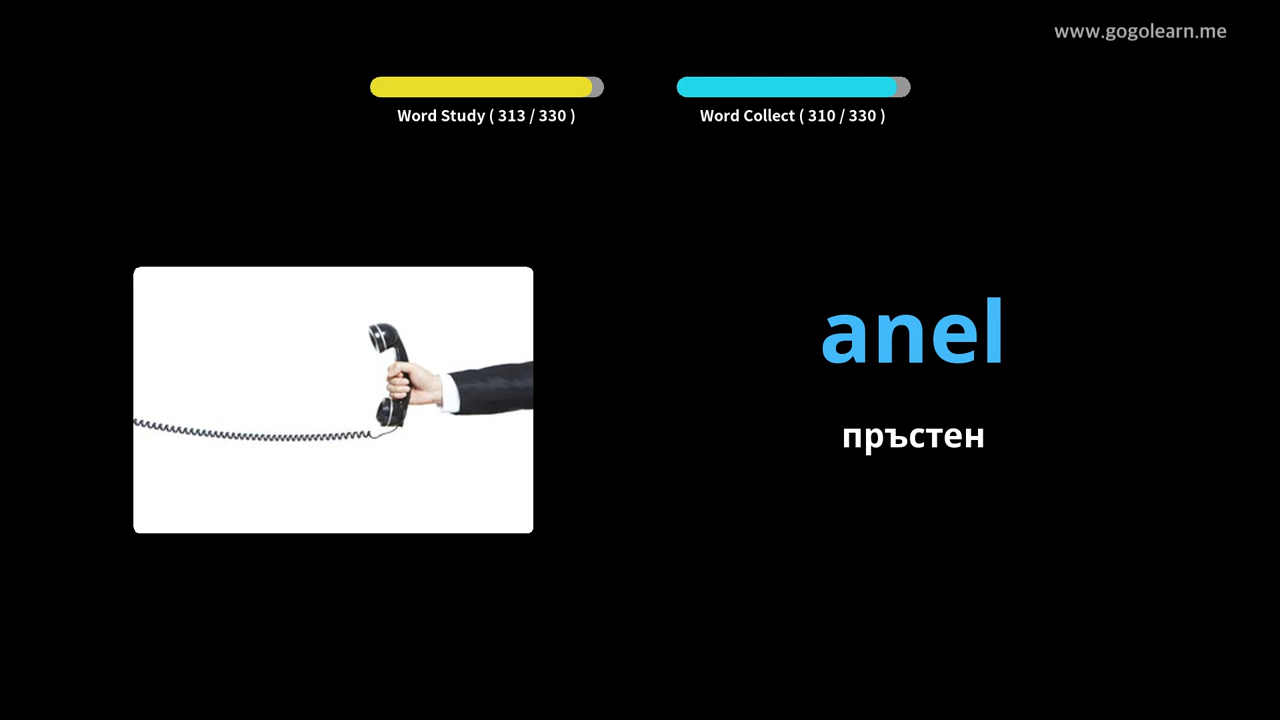 www.gogolearn.me
Word Study ( 313 / 330 )
Word Collect ( 310 / 330 )
anel
пръстен